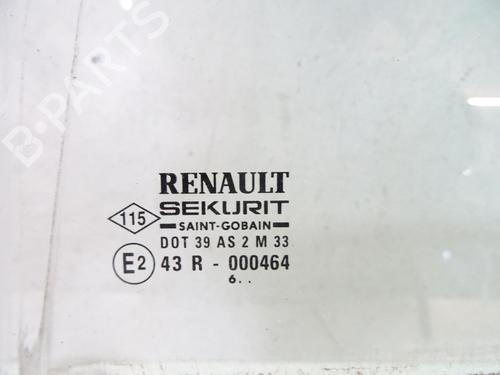 B-PARTS
RENAULT
115
SEKURIT
SAINT-GOBAIN
DOT 39 AS 2 M 33
E2 43 R - 000464
6. .